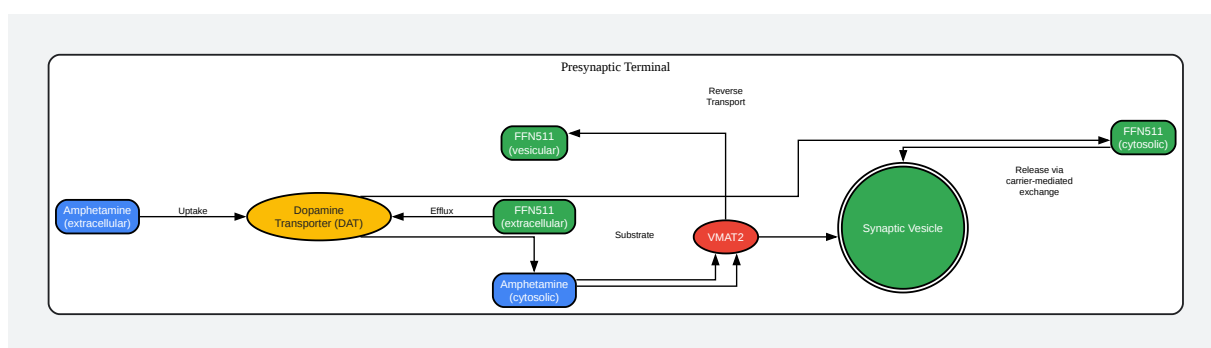 Presynaptic Terminal
Reverse
Transport
FFN511
(vesicular)
FFN511
(cytosolic)
Release via
carrier-mediated
exchange
Amphetamine
(extracellular)
Uptake
Dopamine
Transporter (DAT)
Efflux
FFN511
(extracellular)
Substrate
VMAT2
Synaptic Vesicle
Amphetamine
(cytosolic)